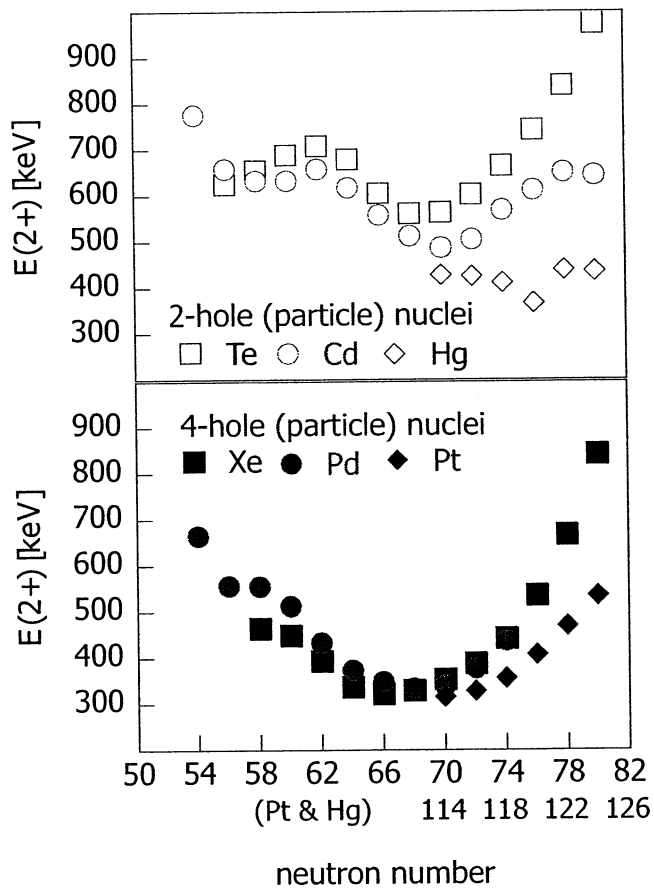 900
800
700
600
500
400
300
E(2+) [keV]
2-hole (particle) nuclei
Te Cd Hg
4-hole (particle) nuclei
Xe Pd Pt
900
800
700
600
500
400
300
E(2+) [keV]
50 54 58 62 66 70 74 78 82
(Pt & Hg) 114 118 122 126
neutron number